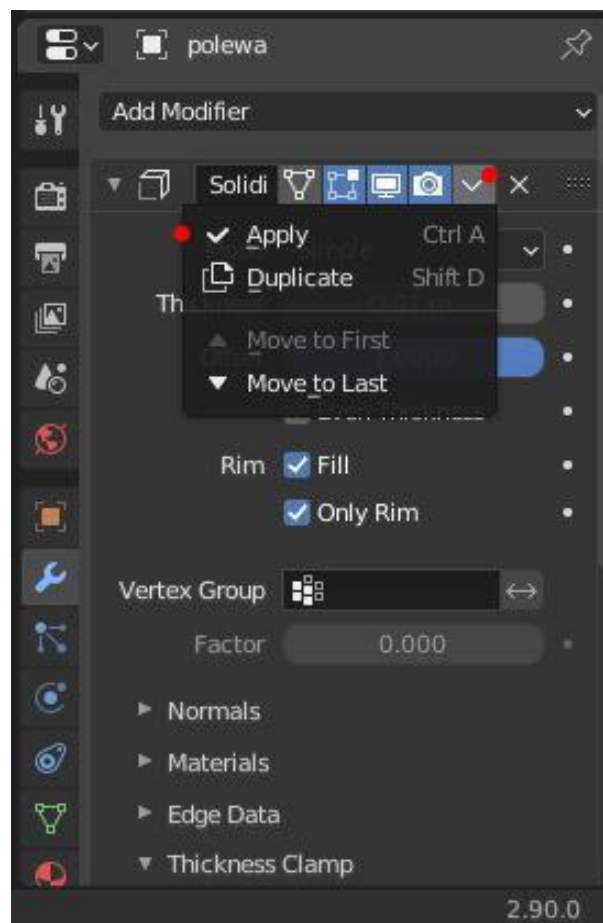 polewa
Add Modifier
Solidi
Apply Ctrl A
Duplicate Shift D
Th
Move to First
Move to Last
Rim Fill
Only Rim
Vertex Group
Factor 0.000
Normals
Materials
Edge Data
Thickness Clamp
2.90.0